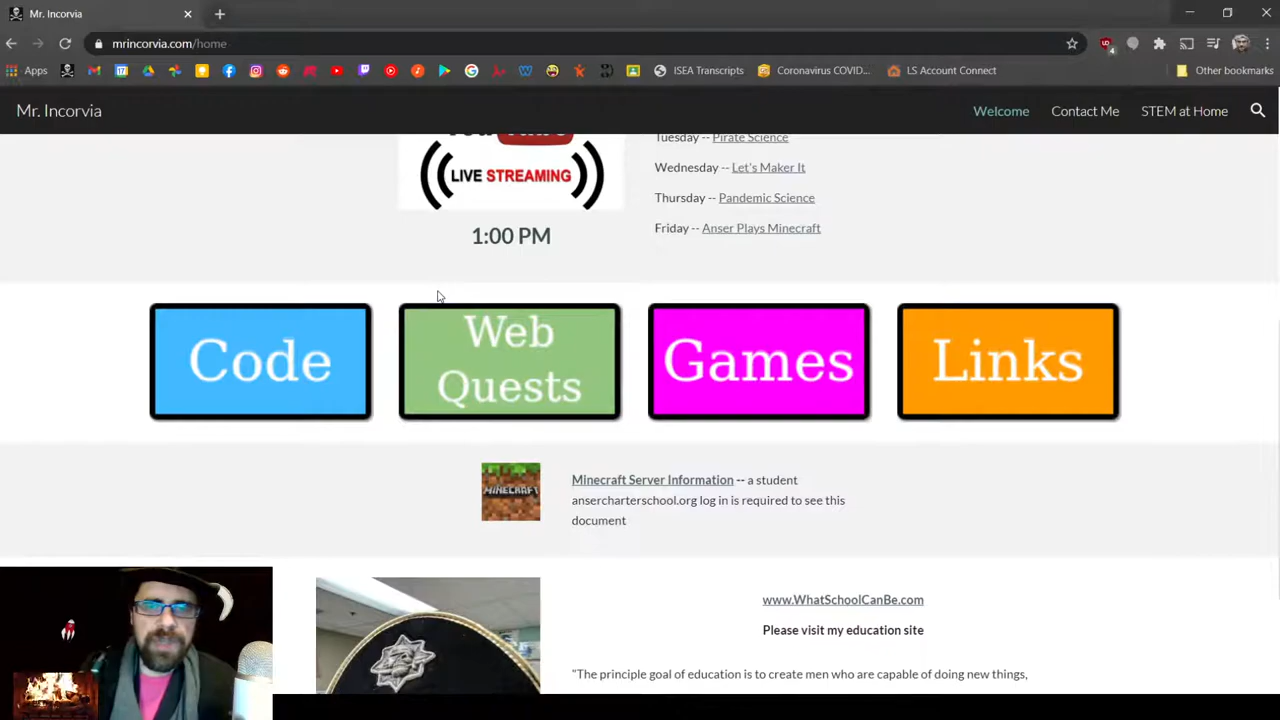 Mr. Incorvia
mrincorvia.com/home
4
Apps
17
ISEA Transcripts
Coronavirus COVID...
LS Account Connect
Other bookmarks
Mr. Incorvia
Welcome
Contact Me
STEM at Home
LIVE STREAMING
1:00 PM
Tuesday -- Pirate Science
Wednesday -- Let's Maker It
Thursday -- Pandemic Science
Friday -- Anser Plays Minecraft
Code
Web
Quests
Games
Links
MINECRAFT
Minecraft Server Information -- a student
ansercharterschool.org log in is required to see this
document
www.WhatSchoolCanBe.com
Please visit my education site
"The principle goal of education is to create men who are capable of doing new things,